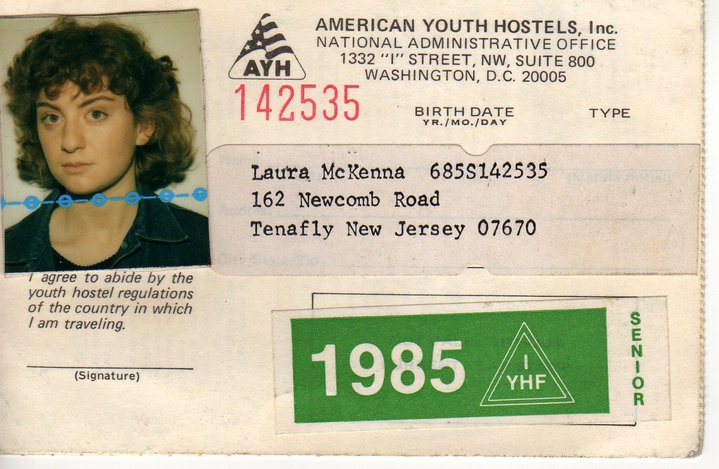 AMERICAN YOUTH HOSTELS, Inc.
NATIONAL ADMINISTRATIVE OFFICE
1332 "I" STREET, NW, SUITE 800
WASHINGTON, D.C. 20005
AYH
142535
BIRTH DATE TYPE
YR./MO./DAY
Laura McKenna 685S142535
162 Newcomb Road
Tenafly New Jersey 07670
I agree to abide by the
youth hostel regulations
of the country in which
I am traveling.
(Signature)
1985
I
YHF
SENIOR